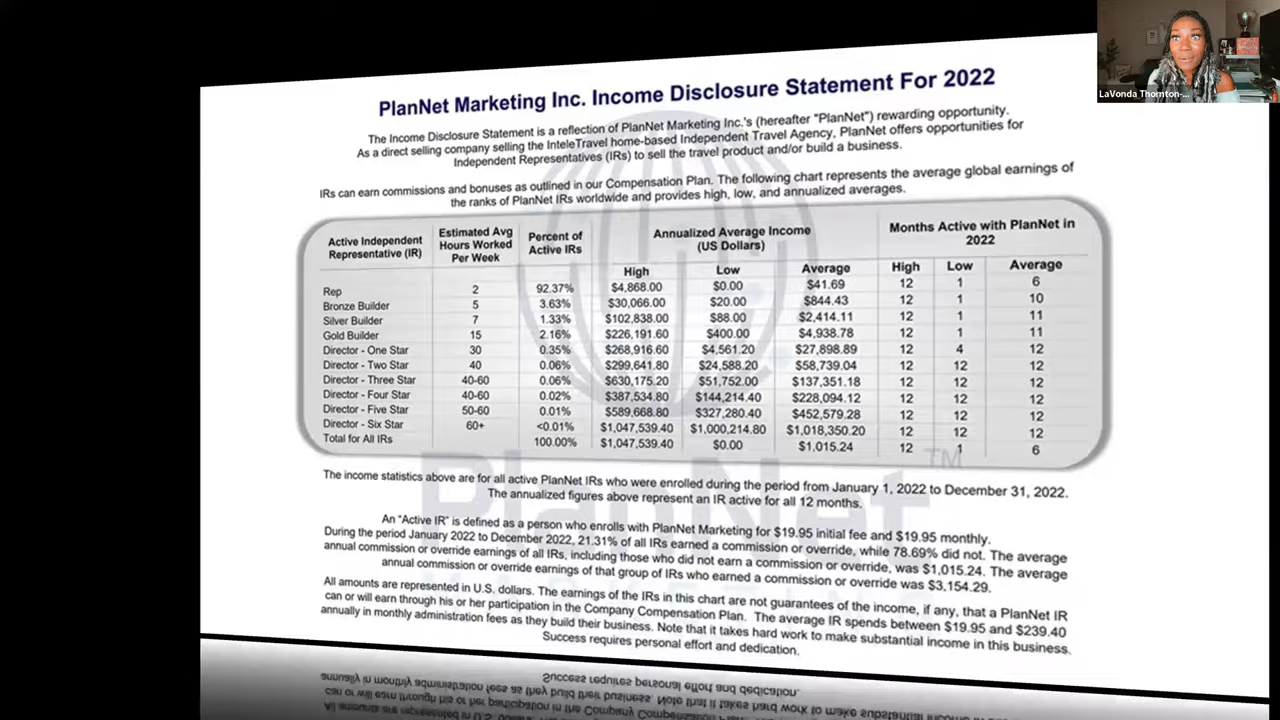 LaVonda Thornton-...
PlanNet Marketing Inc. Income Disclosure Statement For 2022
The Income Disclosure Statement is a reflection of PlanNet Marketing Inc.'s (hereafter "PlanNet") rewarding opportunity.
As a direct selling company selling the InteleTravel home-based Independent Travel Agency, PlanNet offers opportunities for
Independent Representatives (IRs) to sell the travel product and/or build a business.
IRs can earn commissions and bonuses as outlined in our Compensation Plan. The following chart represents the average global earnings of
the ranks of PlanNet IRs worldwide and provides high, low, and annualized averages.
Active Independent Representative (IR) Estimated Avg Hours Worked Per Week Percent of Active IRs Annualized Average Income (US Dollars) Months Active with PlanNet in 2022
High Low Average High Low Average
Rep 2 92.37% $4,868.00 $0.00 $41.69 12 1 6
Bronze Builder 5 3.63% $30,066.00 $20.00 $844.43 12 1 10
Silver Builder 7 1.33% $102,838.00 $88.00 $2,414.11 12 1 11
Gold Builder 15 2.16% $226,191.60 $400.00 $4,938.78 12 1 11
Director - One Star 30 0.35% $268,916.60 $4,561.20 $27,898.89 12 4 12
Director - Two Star 40 0.06% $299,641.80 $24,588.20 $58,739.04 12 12 12
Director - Three Star 40-60 0.06% $630,175.20 $51,752.00 $137,351.18 12 12 12
Director - Four Star 40-60 0.02% $387,534.80 $144,214.40 $228,094.12 12 12 12
Director - Five Star 50-60 0.01% $589,668.80 $327,280.40 $452,579.28 12 12 12
Director - Six Star 60+ <0.01% $1,047,539.40 $1,000,214.80 $1,018,350.20 12 12 12
Total for All IRs 100.00% $1,047,539.40 $0.00 $1,015.24 12 1 6
PlanNet™
The income statistics above are for all active PlanNet IRs who were enrolled during the period from January 1, 2022 to December 31, 2022.
The annualized figures above represent an IR active for all 12 months.
An "Active IR" is defined as a person who enrolls with PlanNet Marketing for $19.95 initial fee and $19.95 monthly.
During the period January 2022 to December 2022, 21.31% of all IRs earned a commission or override, while 78.69% did not. The average
annual commission or override earnings of all IRs, including those who did not earn a commission or override, was $1,015.24. The average
annual commission or override earnings of that group of IRs who earned a commission or override was $3,154.29.
All amounts are represented in U.S. dollars. The earnings of the IRs in this chart are not guarantees of the income, if any, that a PlanNet IR
can or will earn through his or her participation in the Company Compensation Plan. The average IR spends between $19.95 and $239.40
annually in monthly administration fees as they build their business. Note that it takes hard work to make substantial income in this business.
Success requires personal effort and dedication.